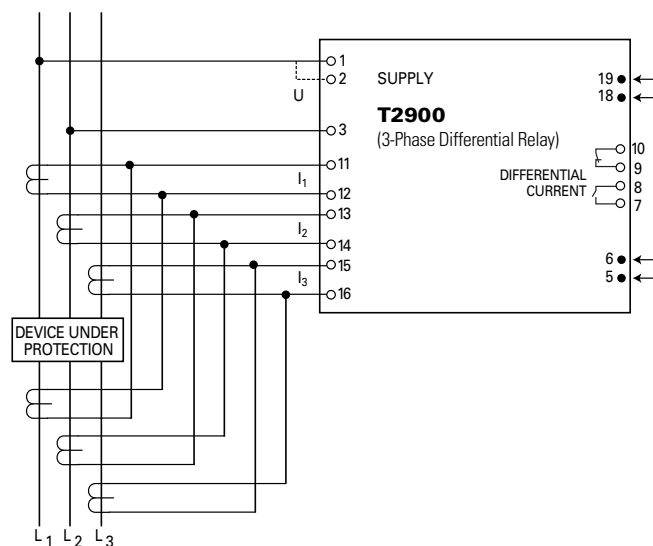 1
2
U
3
11
I1
12
13
I2
14
15
I3
16
SUPPLY
T2900
(3-Phase Differential Relay)
19
18
10
9
DIFFERENTIAL
CURRENT
8
7
6
5
DEVICE UNDER
PROTECTION
L1 L2 L3